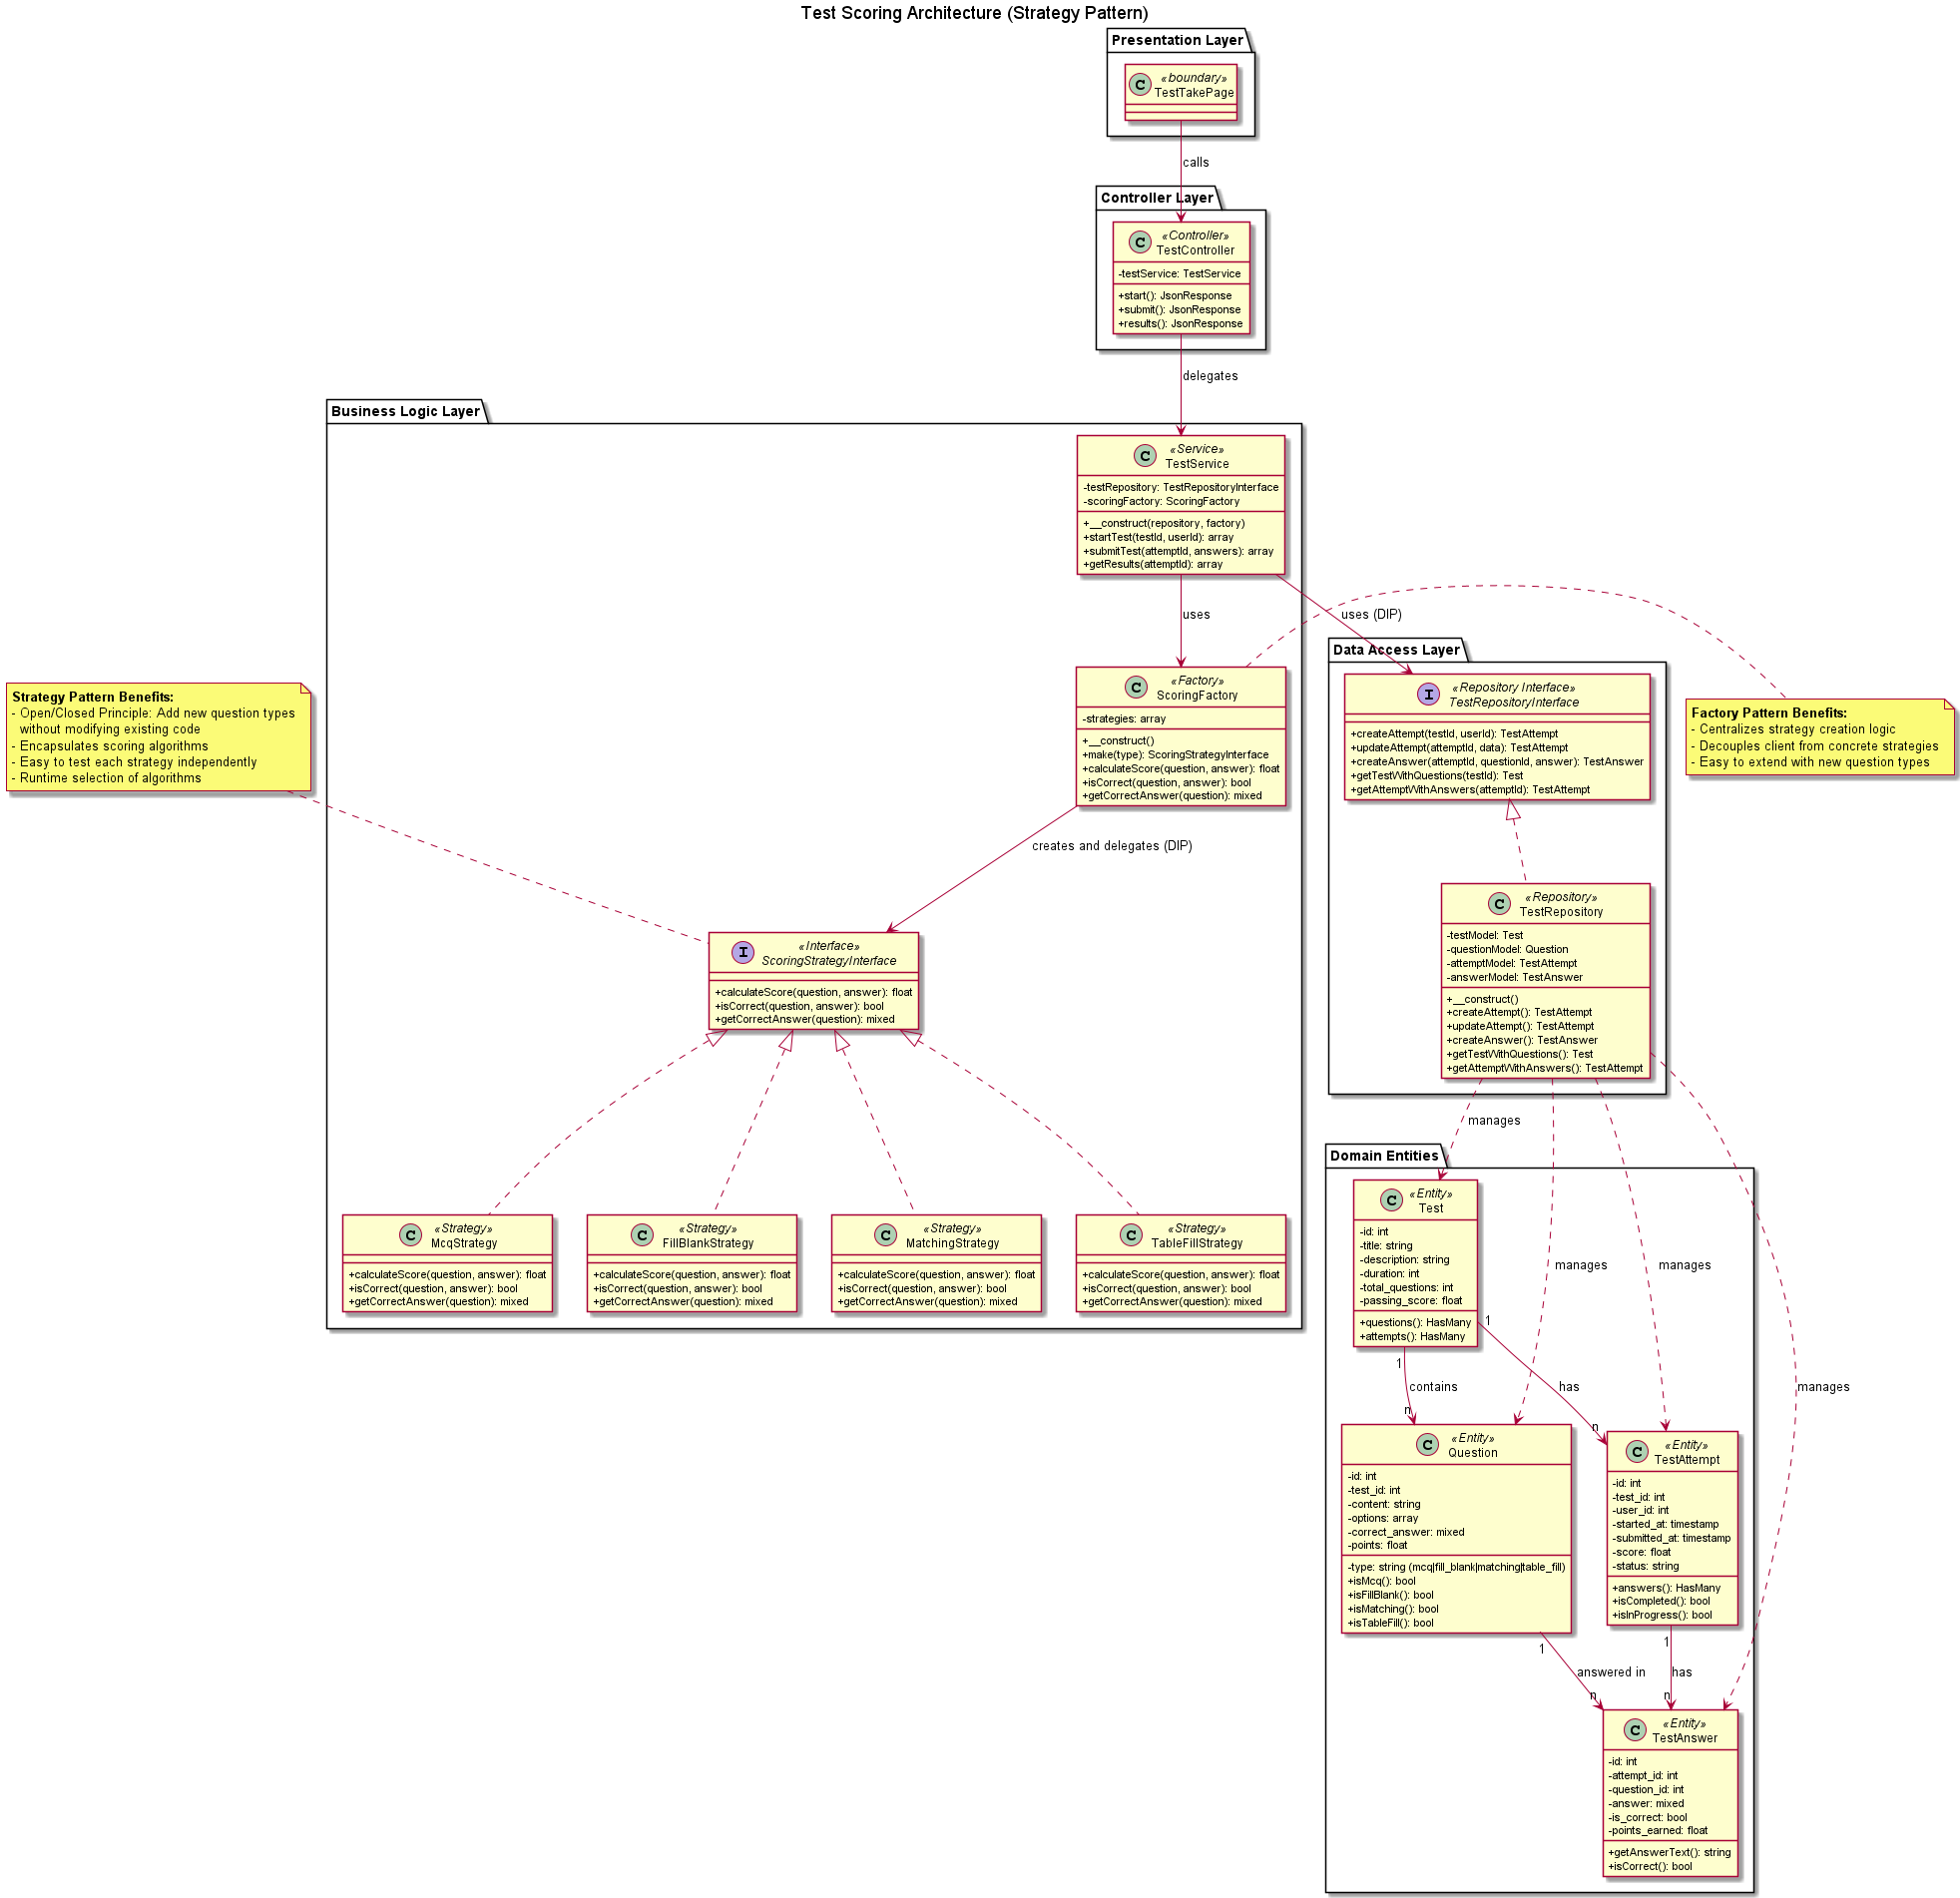 Test Scoring Architecture (Strategy Pattern)
Presentation Layer
«boundary»
TestTakePage
calls
Controller Layer
«Controller»
TestController
-testService: TestService
+start(): JsonResponse
+submit(): JsonResponse
+results(): JsonResponse
delegates
Business Logic Layer
«Service»
TestService
-testRepository: TestRepositoryInterface
-scoringFactory: ScoringFactory
+__construct(repository, factory)
+startTest(testId, userId): array
+submitTest(attemptId, answers): array
+getResults(attemptId): array
uses
uses (DIP)
«Factory»
ScoringFactory
-strategies: array
+__construct()
+make(type): ScoringStrategyInterface
+calculateScore(question, answer): float
+isCorrect(question, answer): bool
+getCorrectAnswer(question): mixed
Strategy Pattern Benefits:
- Open/Closed Principle: Add new question types
without modifying existing code
- Encapsulates scoring algorithms
- Easy to test each strategy independently
- Runtime selection of algorithms
Data Access Layer
«Repository Interface»
TestRepositoryInterface
+createAttempt(testId, userId): TestAttempt
+updateAttempt(attemptId, data): TestAttempt
+createAnswer(attemptId, questionId, answer): TestAnswer
+getTestWithQuestions(testId): Test
+getAttemptWithAnswers(attemptId): TestAttempt
Factory Pattern Benefits:
- Centralizes strategy creation logic
- Decouples client from concrete strategies
- Easy to extend with new question types
creates and delegates (DIP)
«Interface»
ScoringStrategyInterface
+calculateScore(question, answer): float
+isCorrect(question, answer): bool
+getCorrectAnswer(question): mixed
«Repository»
TestRepository
-testModel: Test
-questionModel: Question
-attemptModel: TestAttempt
-answerModel: TestAnswer
+__construct()
+createAttempt(): TestAttempt
+updateAttempt(): TestAttempt
+createAnswer(): TestAnswer
+getTestWithQuestions(): Test
+getAttemptWithAnswers(): TestAttempt
manages
«Strategy»
McqStrategy
+calculateScore(question, answer): float
+isCorrect(question, answer): bool
+getCorrectAnswer(question): mixed
«Strategy»
FillBlankStrategy
+calculateScore(question, answer): float
+isCorrect(question, answer): bool
+getCorrectAnswer(question): mixed
«Strategy»
MatchingStrategy
+calculateScore(question, answer): float
+isCorrect(question, answer): bool
+getCorrectAnswer(question): mixed
«Strategy»
TableFillStrategy
+calculateScore(question, answer): float
+isCorrect(question, answer): bool
+getCorrectAnswer(question): mixed
Domain Entities
«Entity»
Test
-id: int
-title: string
-description: string
-duration: int
-total_questions: int
-passing_score: float
+questions(): HasMany
+attempts(): HasMany
manages
manages
manages
1
1
contains
has
n
n
«Entity»
Question
-id: int
-test_id: int
-content: string
-options: array
-correct_answer: mixed
-points: float
-type: string (mcq|fill_blank|matching|table_fill)
+isMcq(): bool
+isFillBlank(): bool
+isMatching(): bool
+isTableFill(): bool
«Entity»
TestAttempt
-id: int
-test_id: int
-user_id: int
-started_at: timestamp
-submitted_at: timestamp
-score: float
-status: string
+answers(): HasMany
+isCompleted(): bool
+isInProgress(): bool
1
1
answered in
has
n
n
«Entity»
TestAnswer
-id: int
-attempt_id: int
-question_id: int
-answer: mixed
-is_correct: bool
-points_earned: float
+getAnswerText(): string
+isCorrect(): bool